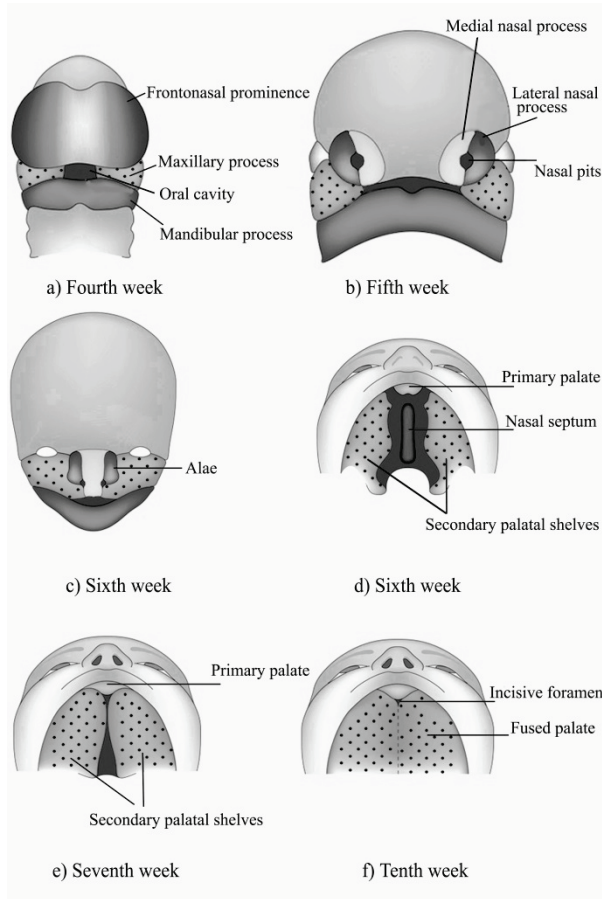 Frontonasal prominence
Maxillary process
Oral cavity
Mandibular process
a) Fourth week
Medial nasal process
Lateral nasal
process
Nasal pits
b) Fifth week
Alae
c) Sixth week
Primary palate
Nasal septum
Secondary palatal shelves
d) Sixth week
Primary palate
Secondary palatal shelves
e) Seventh week
Incisive foramen
Fused palate
f) Tenth week